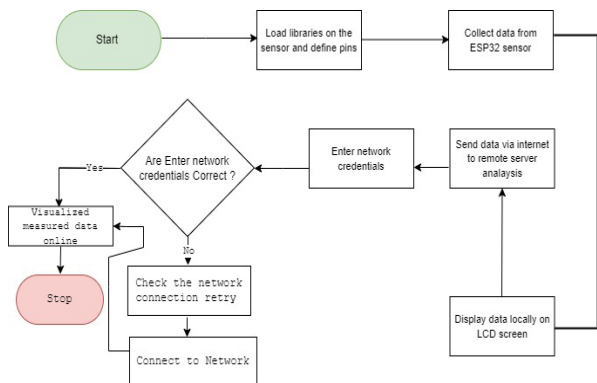 Start
Load libraries on the
sensor and define pins
Collect data from
ESP32 sensor
Are Enter network
credentials Correct ?
Enter network
credentials
Send data via internet
to remote server
analaysis
Yes
Visualized
measured data
online
No
Stop
Check the network
connection retry
Display data locally on
LCD screen
Connect to Network